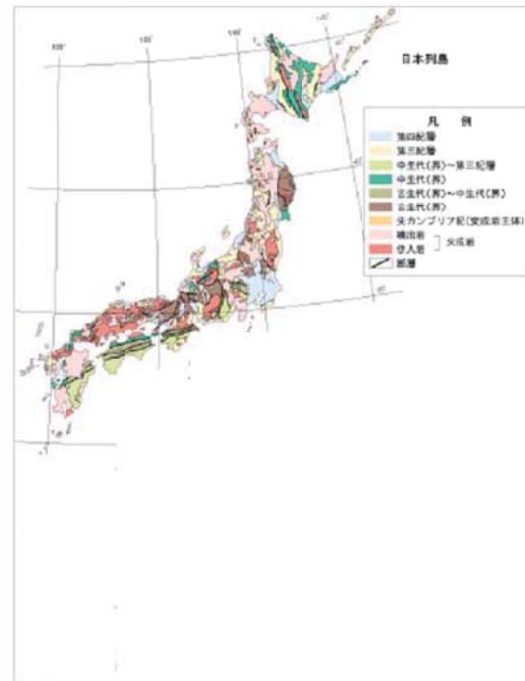 日本列島
凡 例
第四紀層
第三紀層
中生代(界)～第三紀層
中生代(界)
古生代(界)～中生代(界)
古生代(界)
先カンブリア紀(変成岩主体)
噴出岩
貫入岩
火成岩
断層
130°
135°
140°